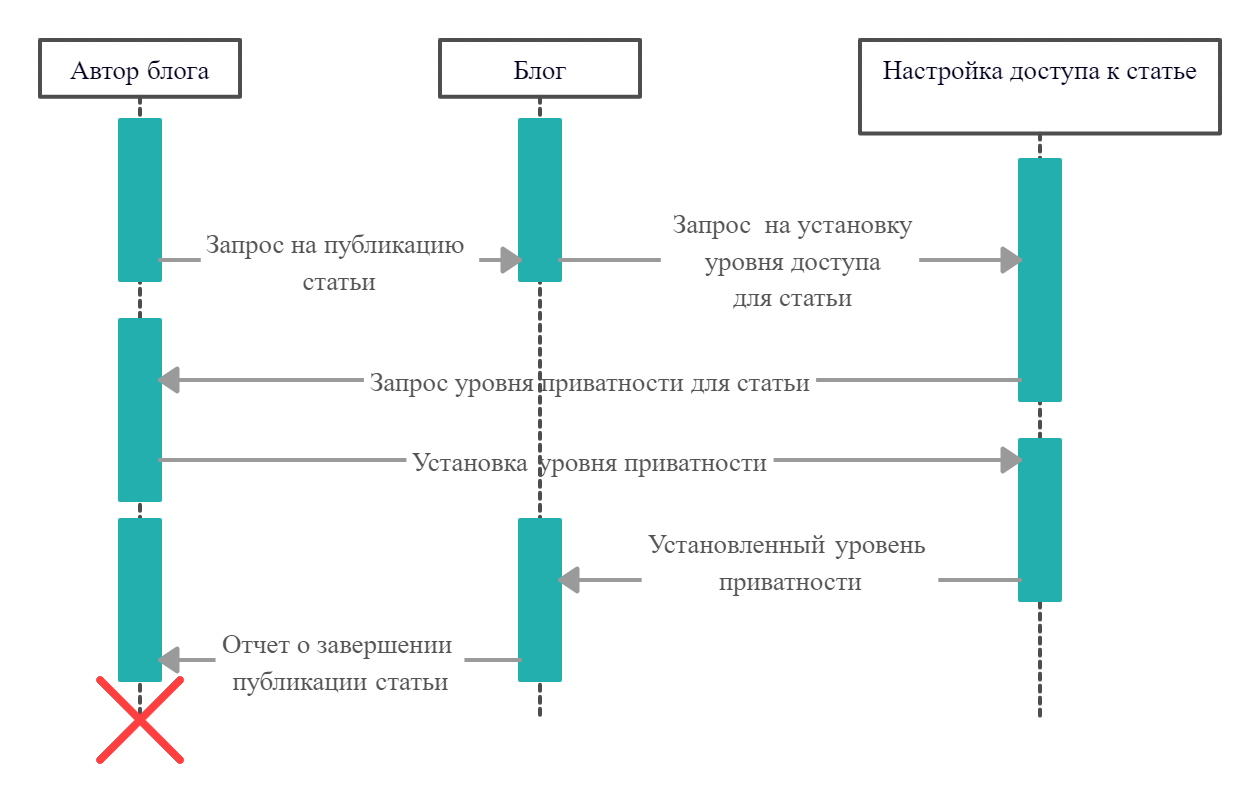 Автор блога
Блог
Настройка доступа к статье
Запрос на публикацию
статьи
Запрос на установку
уровня доступа
для статьи
Запрос уровня приватности для статьи
Установка уровня приватности
Установленный уровень
приватности
Отчет о завершении
публикации статьи